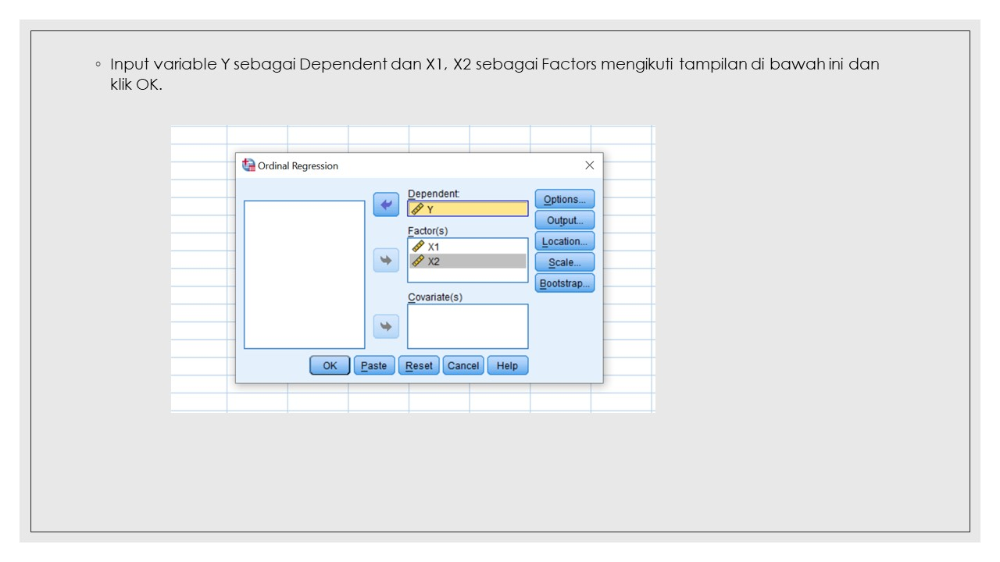 ◦ Input variable Y sebagai Dependent dan X1, X2 sebagai Factors mengikuti tampilan di bawah ini dan
klik OK.
Ordinal Regression
Dependent:
Y
Factor(s)
X1
X2
Covariate(s)
Options...
Output...
Location...
Scale...
Bootstrap...
OK Paste Reset Cancel Help